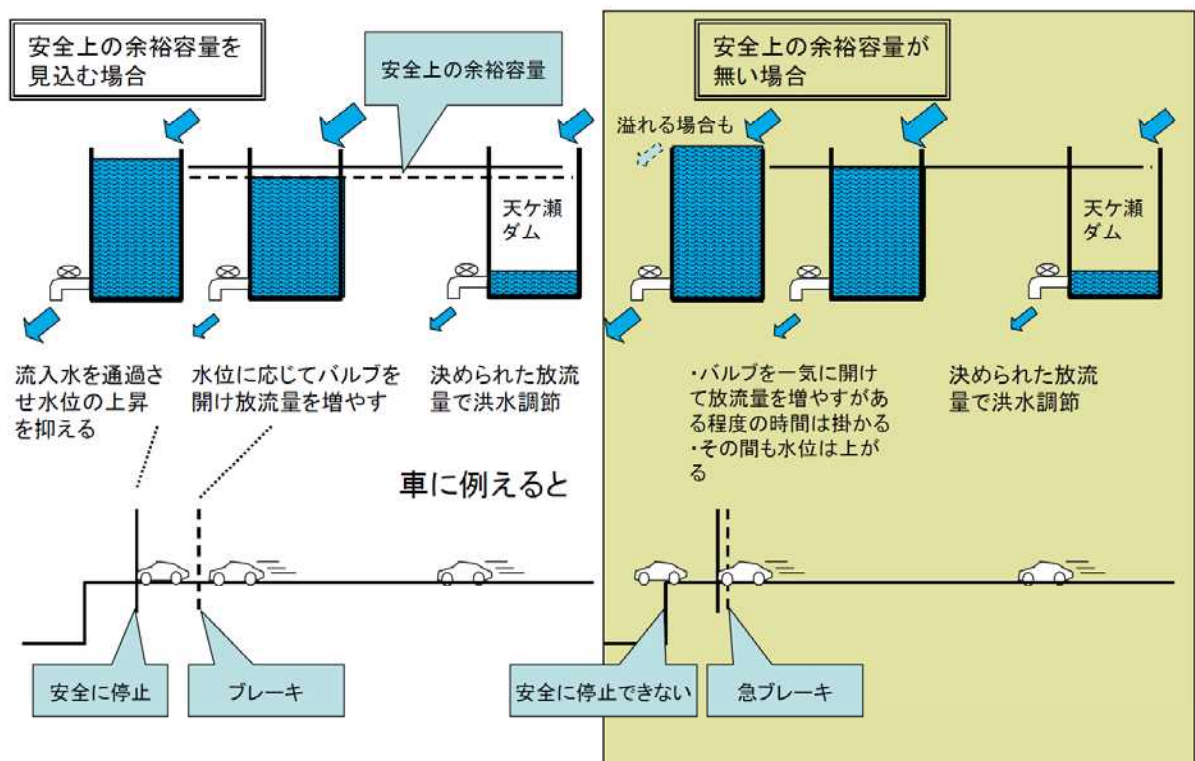 安全上の余裕容量を
見込む場合
安全上の余裕容量
天ケ瀬
ダム
流入水を通過さ
せ水位の上昇
を抑える
水位に応じてバルブを
開け放流量を増やす
決められた放流
量で洪水調節
安全上の余裕容量が
無い場合
溢れる場合も
天ケ瀬
ダム
・バルブを一気に開け
て放流量を増やすがあ
る程度の時間は掛かる
・その間も水位は上が
る
決められた放流
量で洪水調節
車に例えると
安全に停止
ブレーキ
安全に停止できない
急ブレーキ